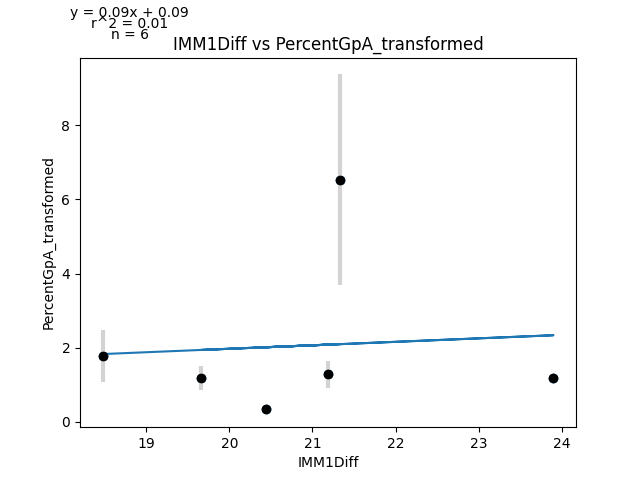 y = 0.09x + 0.09
r^2 = 0.01
n = 6
IMM1Diff vs PercentGpA_transformed
PercentGpA_transformed
8
6
4
2
0
19 20 21 22 23 24
IMM1Diff